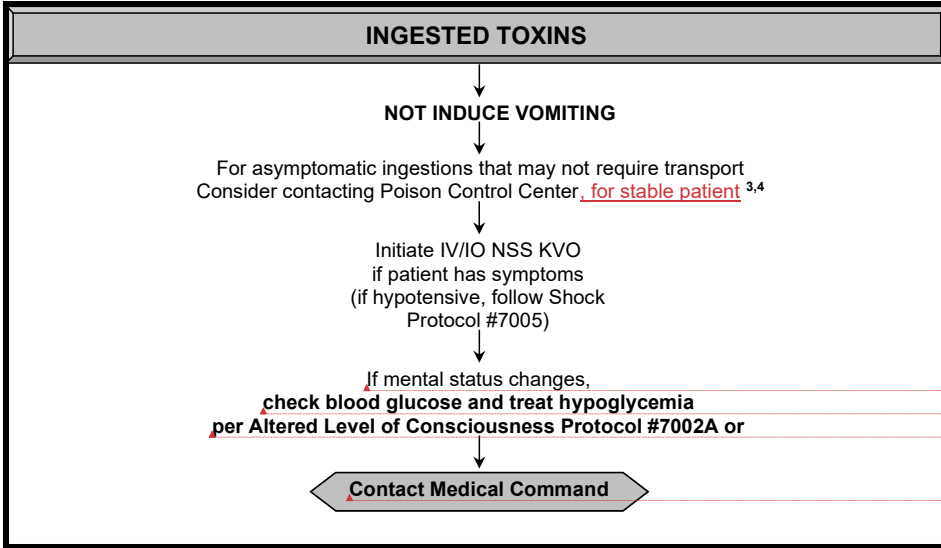 INGESTED TOXINS
NOT INDUCE VOMITING
For asymptomatic ingestions that may not require transport
Consider contacting Poison Control Center, for stable patient 3,4
Initiate IV/IO NSS KVO
if patient has symptoms
(if hypotensive, follow Shock
Protocol #7005)
If mental status changes,
check blood glucose and treat hypoglycemia
per Altered Level of Consciousness Protocol #7002A or
Contact Medical Command